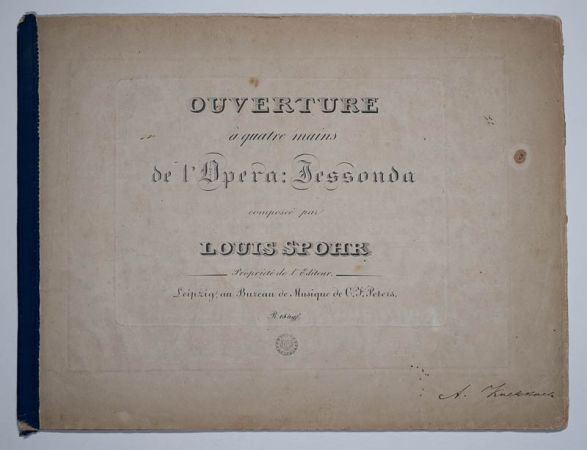 OUVERTURE
a quatre mains
de l'Opera: Jessonda
composée par
LOUIS SPOHR
Propriété de l'Editeur.
Leipzig, au Bureau de Musique de C. F. Peters.
A.